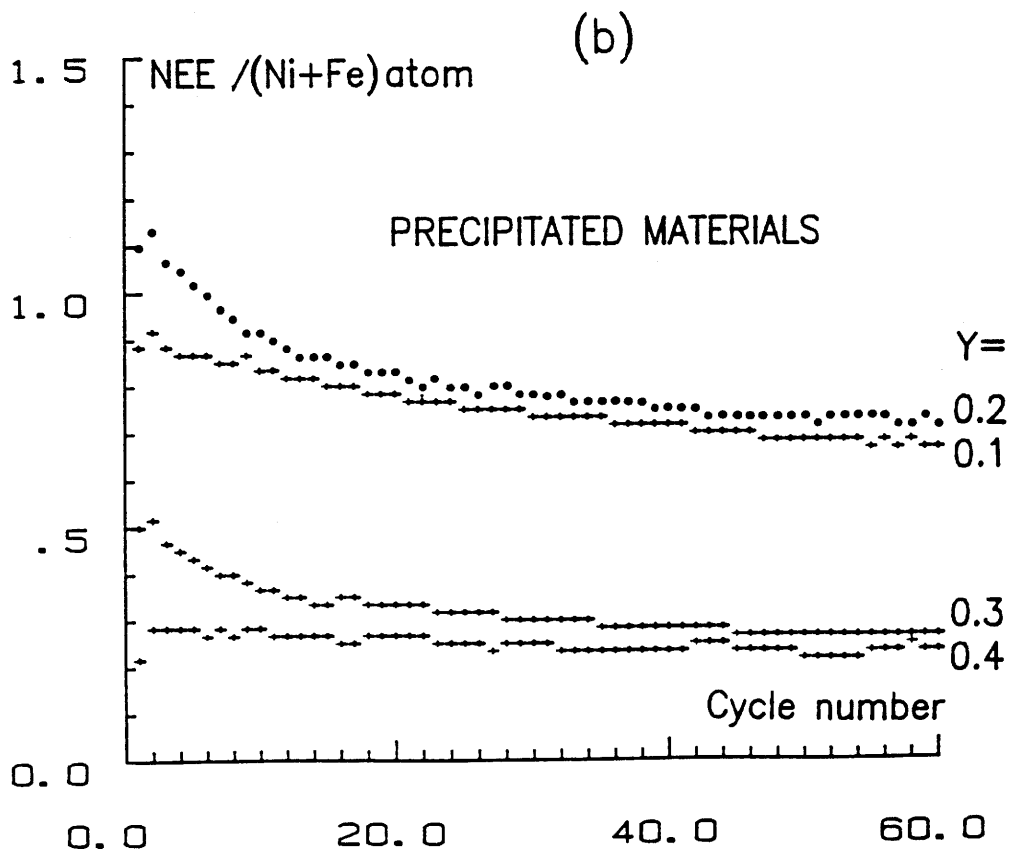 (b)
1.5
NEE /(Ni+Fe)atom
PRECIPITATED MATERIALS
1.0
Y=
0.2
0.1
.5
0.3
0.4
Cycle number
0.0
0.0 20.0 40.0 60.0